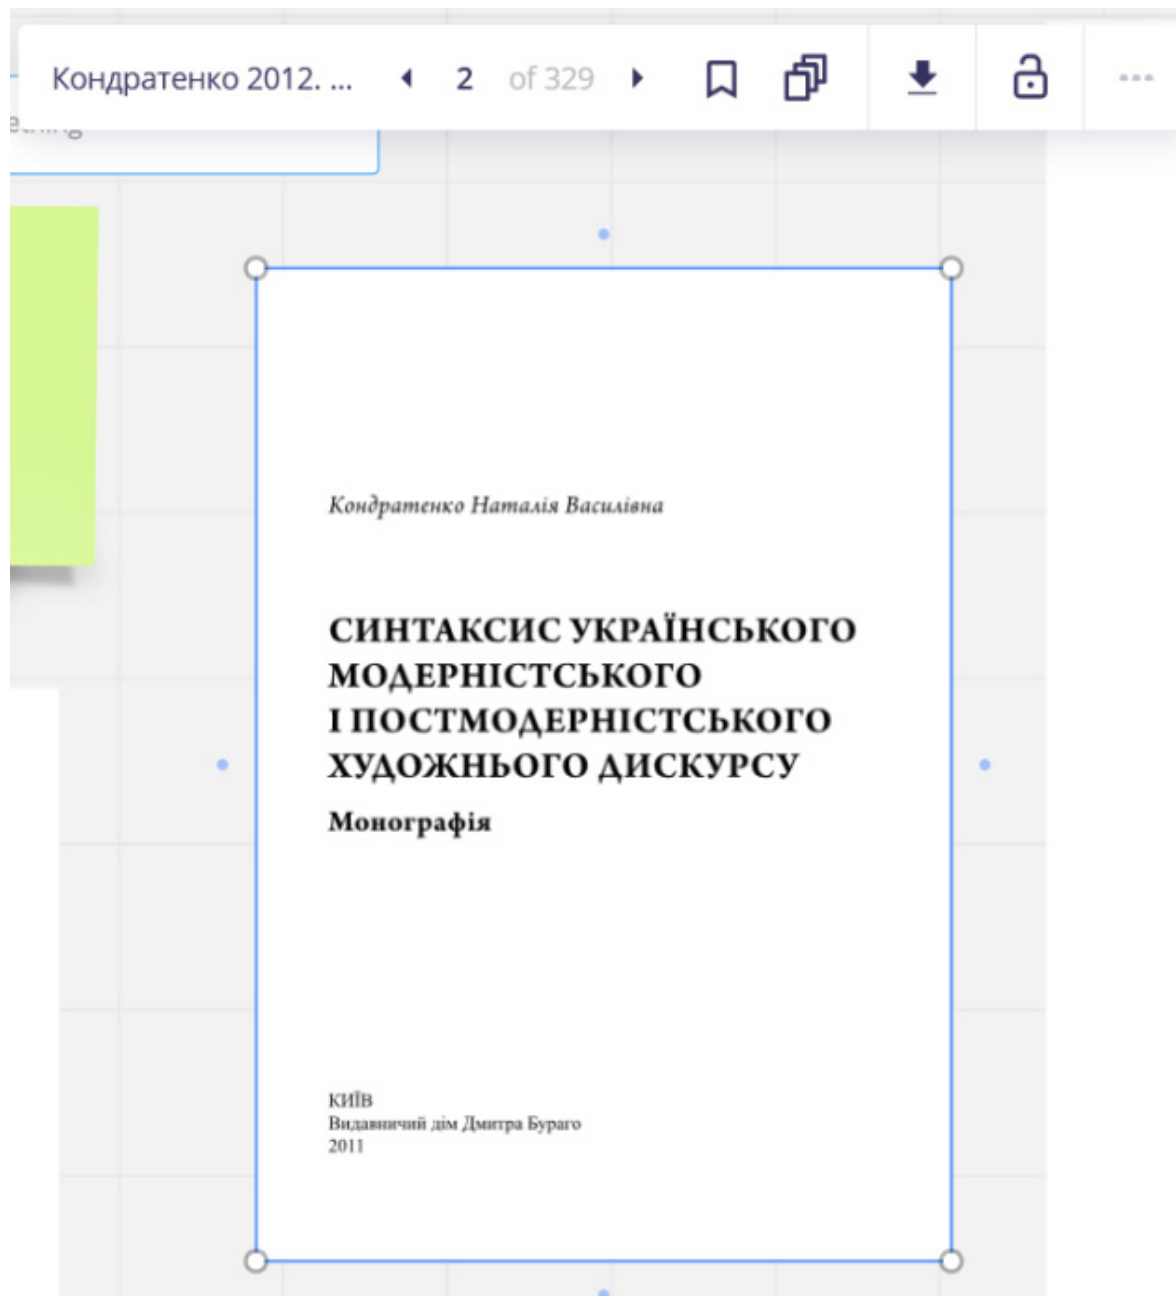 Кондратенко 2012. ...
2 of 329
Кондратенко Наталія Василівна
СИНТАКСИС УКРАЇНСЬКОГО
МОДЕРНІСТСЬКОГО
І ПОСТМОДЕРНІСТСЬКОГО
ХУДОЖНЬОГО ДИСКУРСУ
Монографія
КИЇВ
Видавничий дім Дмитра Бураго
2011